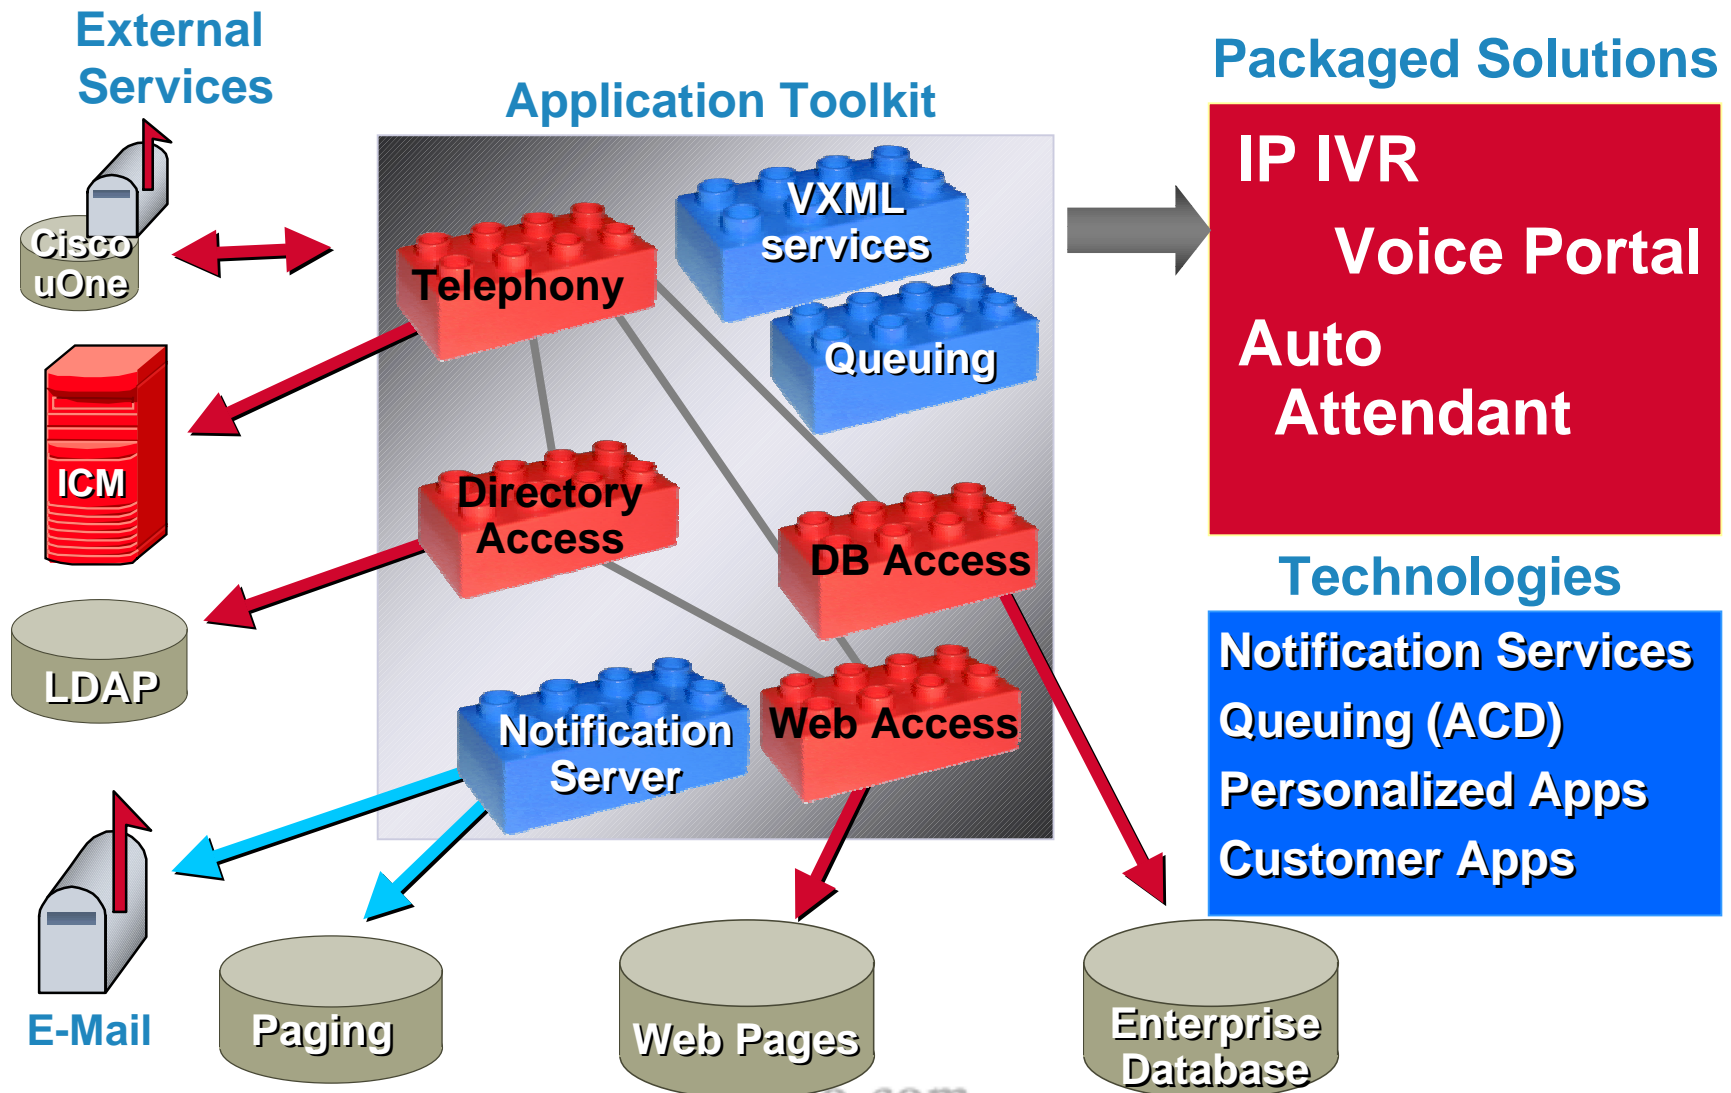 External
Services
Application Toolkit
Packaged Solutions
Cisco
uOne
Telephony
VXML
services
Queuing
IP IVR
Voice Portal
Auto
Attendant
ICM
Directory
Access
DB Access
LDAP
Notification
Server
Web Access
Technologies
Notification Services
Queuing (ACD)
Personalized Apps
Customer Apps
E-Mail
Paging
Web Pages
Enterprise
Database